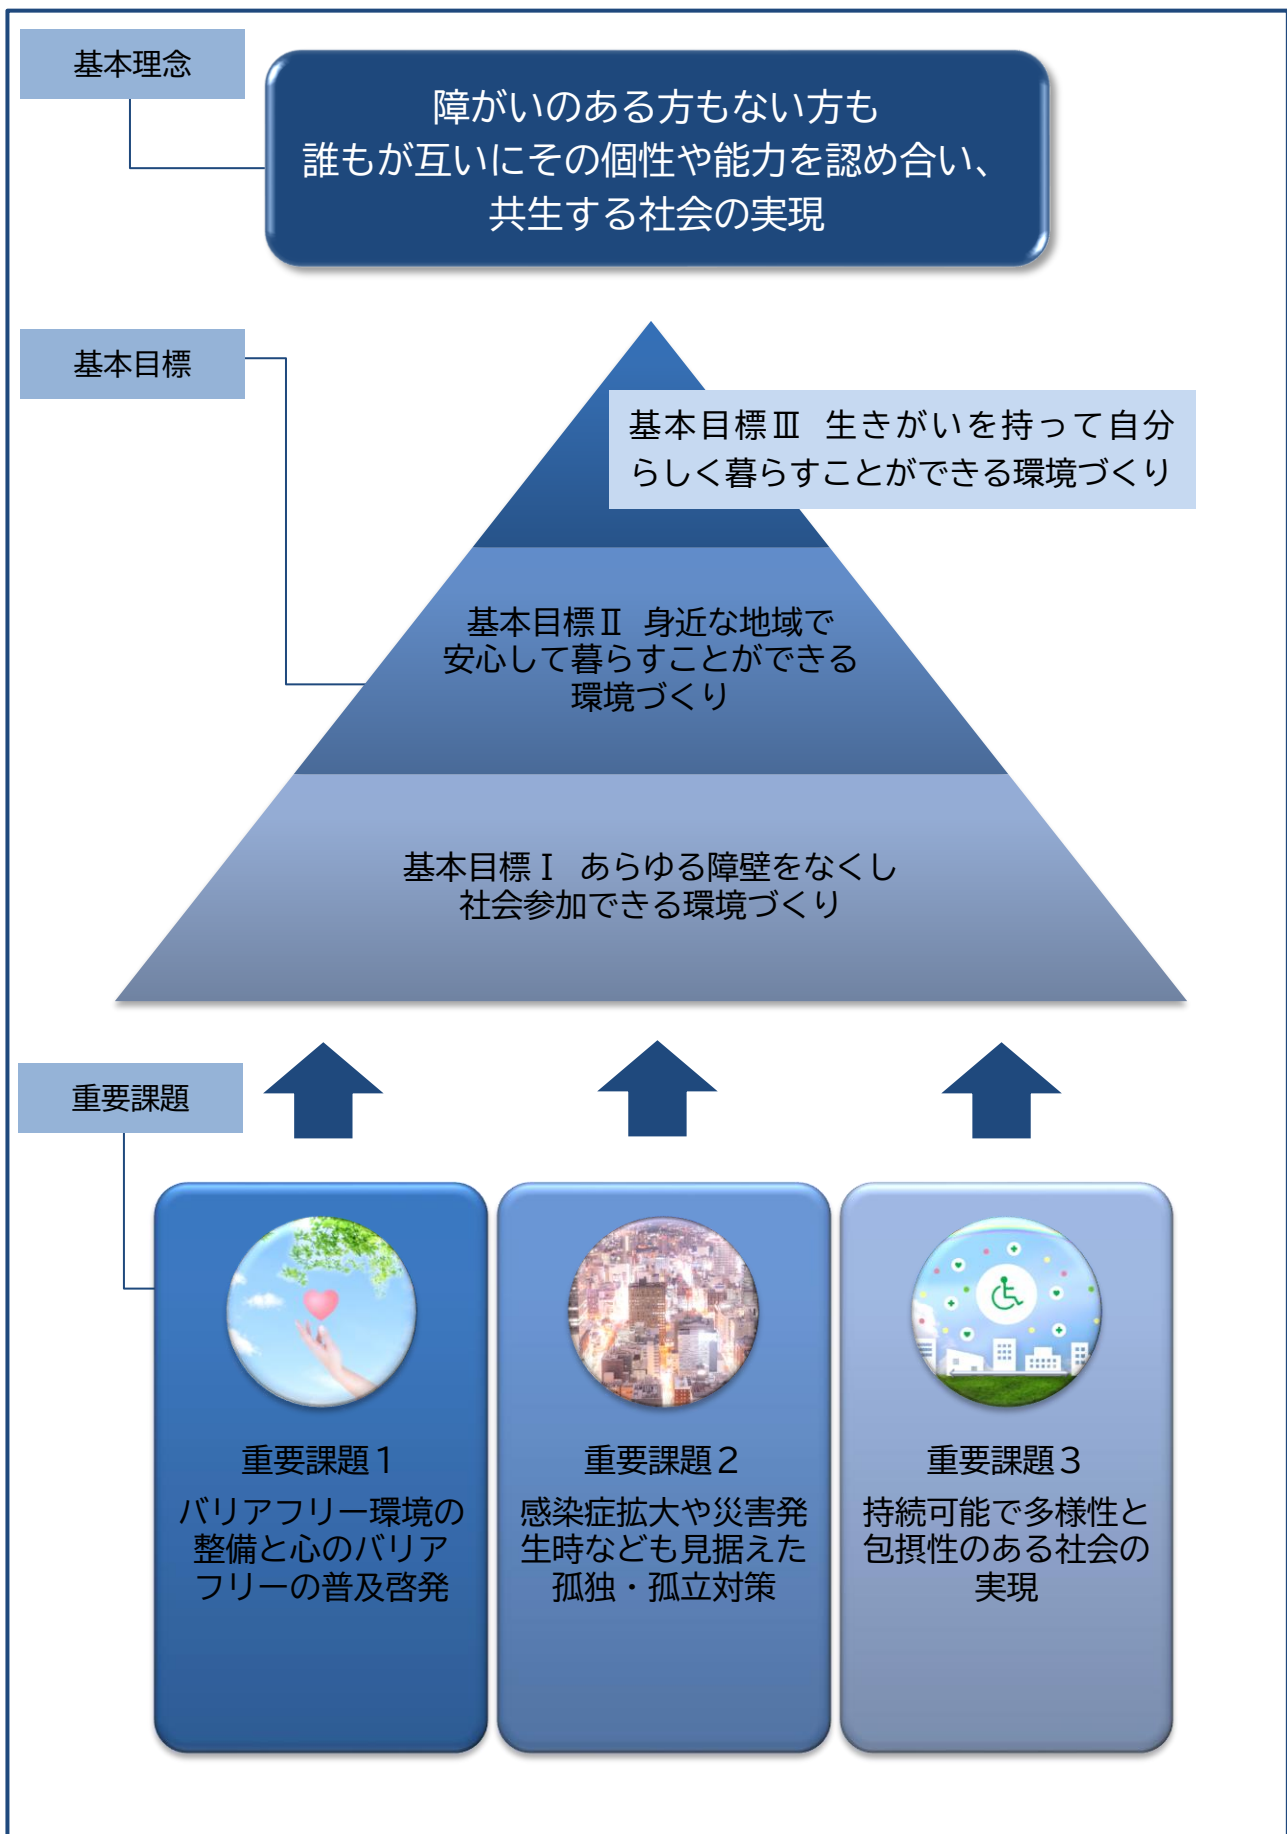 基本理念
障がいのある方もない方も
誰もが互いにその個性や能力を認め合い、
共生する社会の実現
基本目標
基本目標Ⅲ 生きがいを持って自分
らしく暮らすことができる環境づくり
基本目標Ⅱ 身近な地域で
安心して暮らすことができる
環境づくり
基本目標Ⅰ あらゆる障壁をなくし
社会参加できる環境づくり
重要課題
重要課題１
バリアフリー環境の
整備と心のバリア
フリーの普及啓発
重要課題２
感染症拡大や災害発
生時なども見据えた
孤独・孤立対策
重要課題３
持続可能で多様性と
包摂性のある社会の
実現